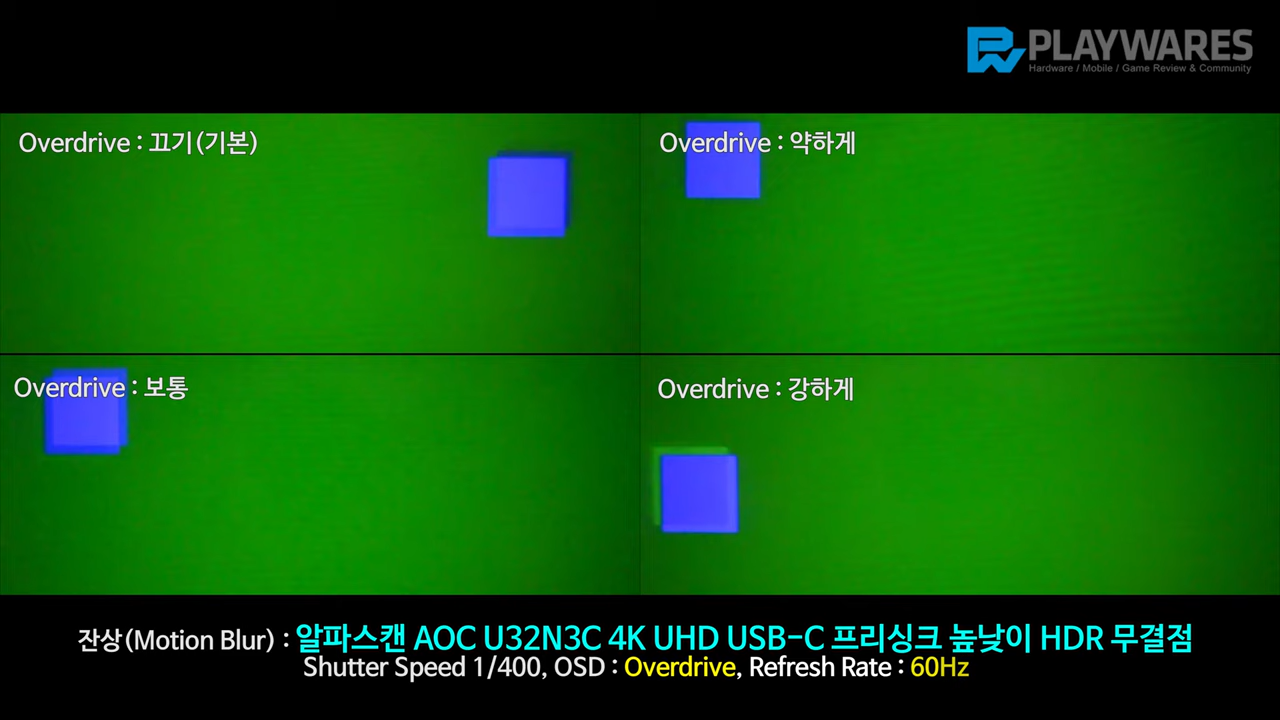 PLAYWARES
Hardware / Mobile / Game Review & Community
Overdrive : 끄기(기본)
Overdrive : 약하게
Overdrive : 보통
Overdrive : 강하게
잔상(Motion Blur) : 알파스캔 AOC U32N3C 4K UHD USB-C 프리싱크 높낮이 HDR 무결점
Shutter Speed 1/400, OSD : Overdrive, Refresh Rate : 60Hz